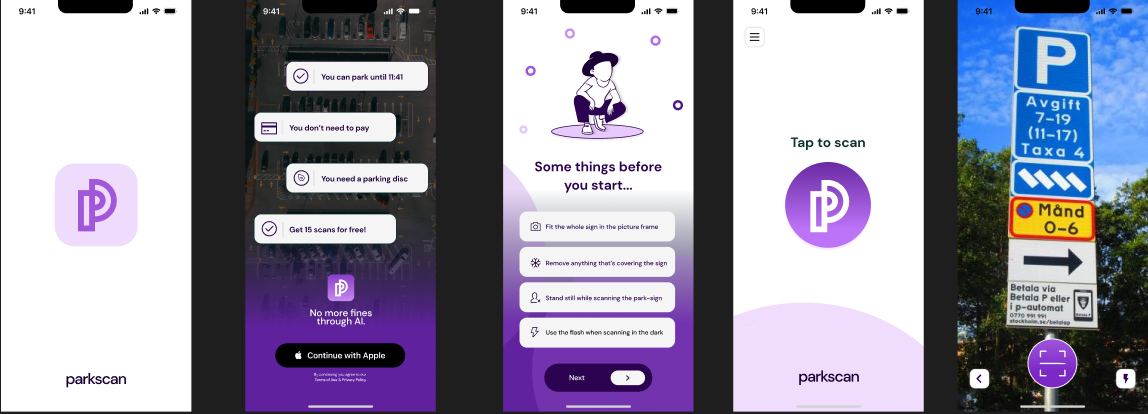 9:41
parkscan
9:41
You can park until 11:41
You don't need to pay
You need a parking disc
Get 15 scans for free!
No more fines
through AI.
Continue with Apple
By continuing you agree to our
Terms of Use & Privacy Policy
9:41
Some things before
you start...
Fit the whole sign in the picture frame
Remove anything that's covering the sign
Stand still while scanning the park-sign
Use the flash when scanning in the dark
Next
9:41
Tap to scan
parkscan
9:41
P
Avgift
7-19
(11-17)
Taxa 4
Månd
0-6
Betala via
Betala P eller
i p-automat
0770 991 991
stockholm.se/betalap